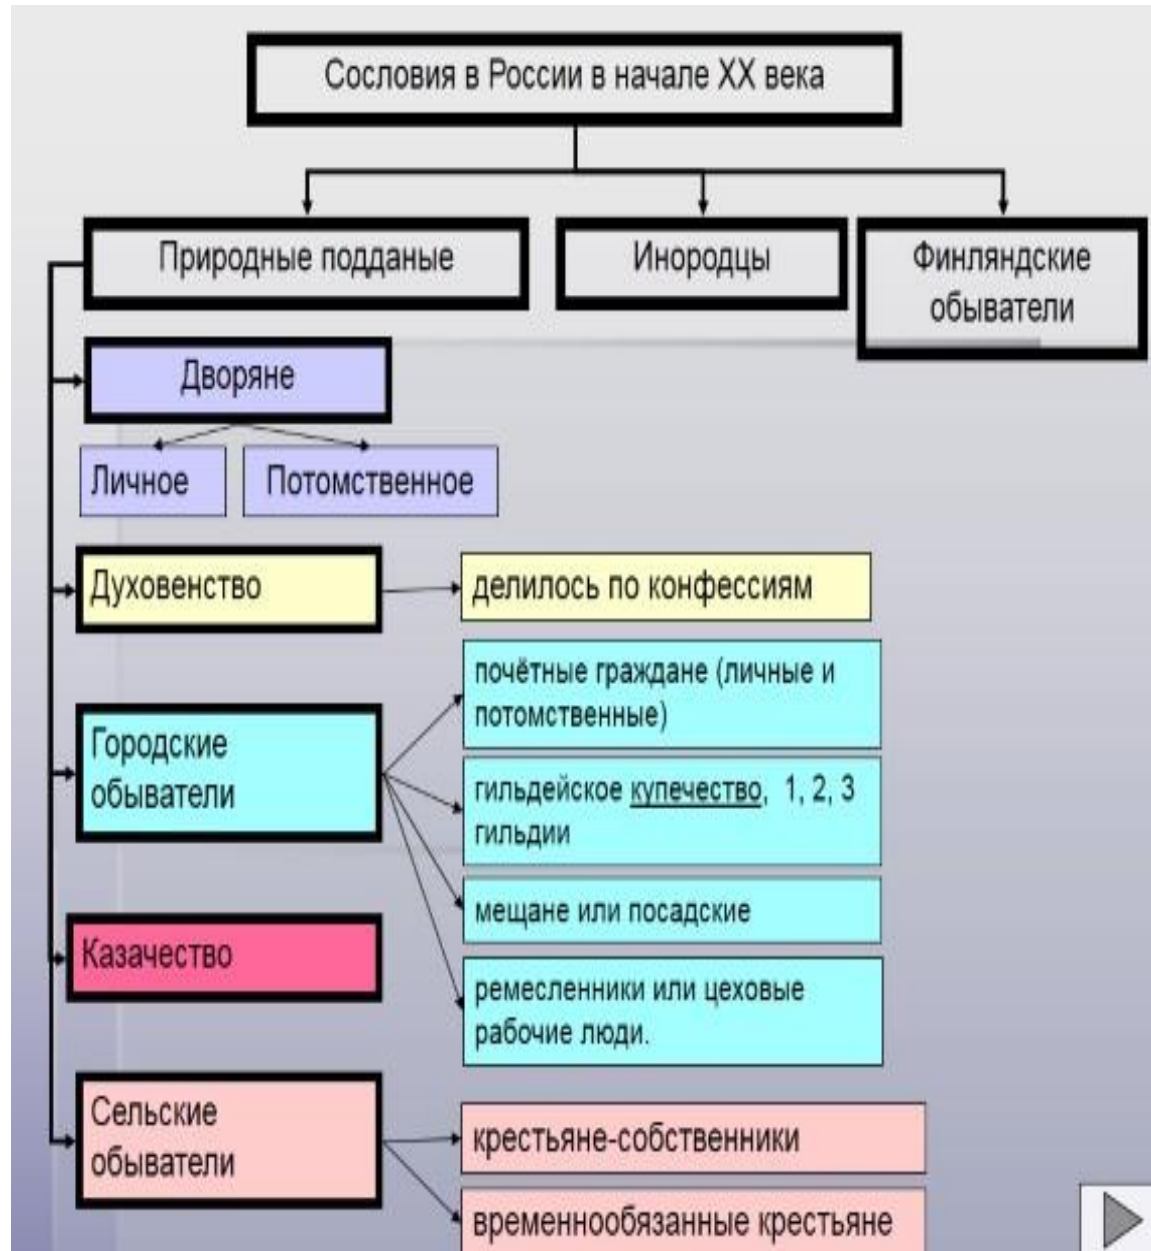 Сословия в России в начале XX века
Природные подданые
Инородцы
Финляндские
обыватели
Дворяне
Личное
Потомственное
Духовенство
делилось по конфессиям
Городские
обыватели
почётные граждане (личные и
потомственные)
гильдейское купечество, 1, 2, 3
гильдии
мещане или посадские
ремесленники или цеховые
рабочие люди.
Казачество
Сельские
обыватели
крестьяне-собственники
временнообязанные крестьяне